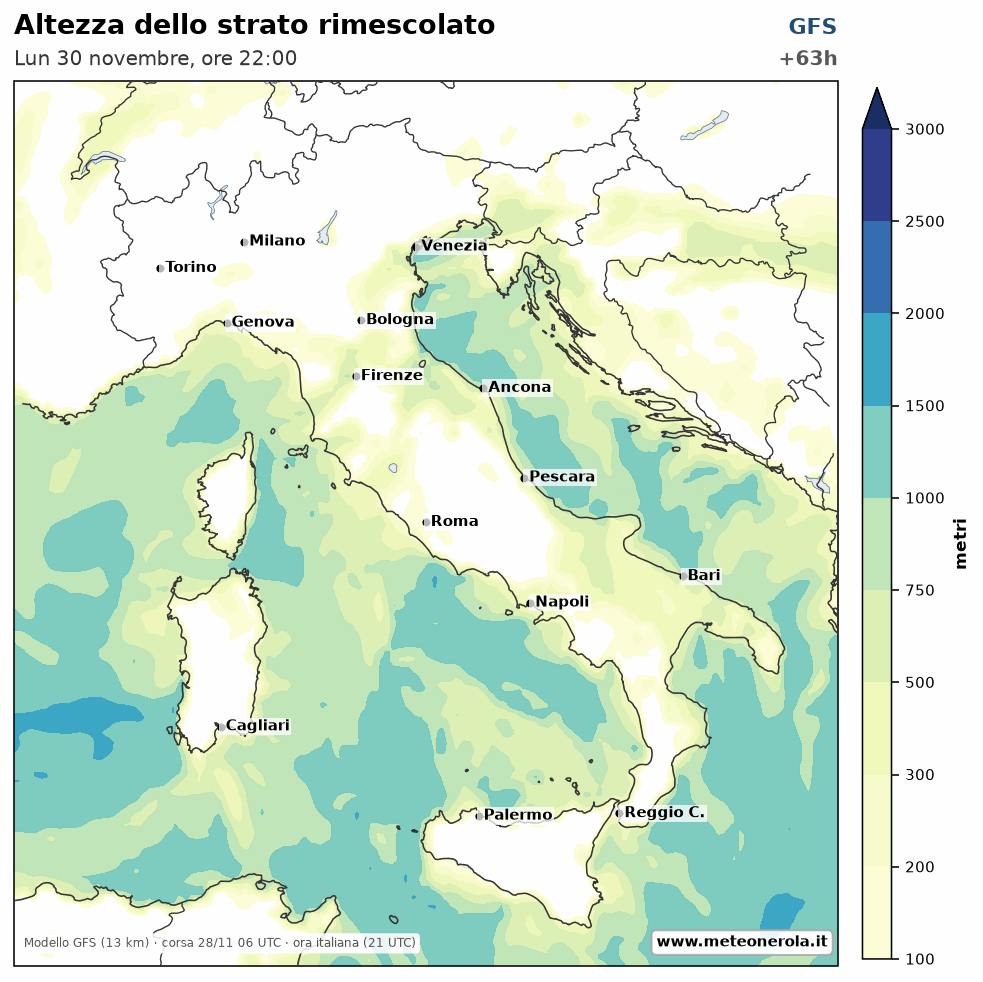 Altezza dello strato rimescolato
GFS
Lun 30 novembre, ore 22:00
+63h
3000
2500
2000
1500
1000
750
500
300
200
100
metri
Milano
Venezia
Torino
Genova
Bologna
Firenze
Ancona
Pescara
Roma
Bari
Napoli
Cagliari
Palermo
Reggio C.
Modello GFS (13 km) · corsa 28/11 06 UTC · ora italiana (21 UTC)
www.meteonerola.it